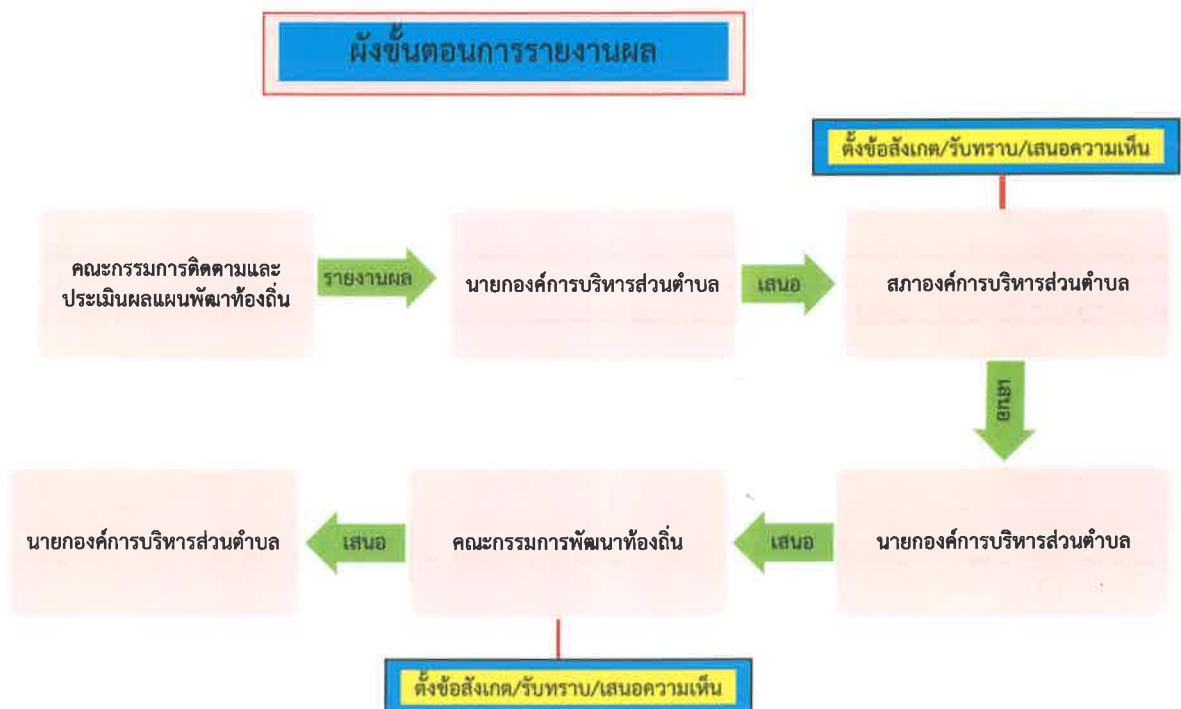 ผังขั้นตอนการรายงานผล
ตั้งข้อสังเกต/รับทราบ/เสนอความเห็น
คณะกรรมการติดตามและ
ประเมินผลแผนพัฒาท้องถิ่น
รายงานผล
นายกองค์การบริหารส่วนตำบล
เสนอ
สภาองค์การบริหารส่วนตำบล
เสนอ
นายกองค์การบริหารส่วนตำบล
เสนอ
คณะกรรมการพัฒนาท้องถิ่น
เสนอ
นายกองค์การบริหารส่วนตำบล
ตั้งข้อสังเกต/รับทราบ/เสนอความเห็น